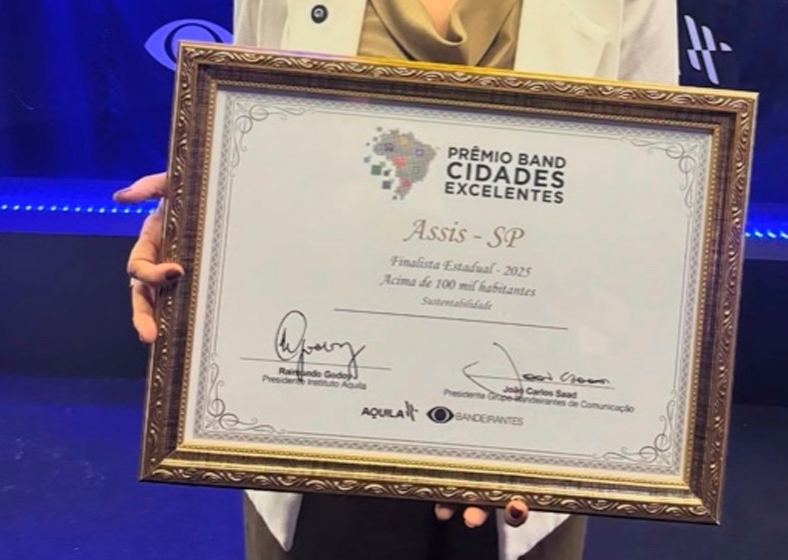 PRÊMIO BAND
CIDADES
EXCELENTES
Assis - SP
Finalista Estadual - 2025
Acima de 100 mil habitantes
Sustentabilidade
Raimundo Godoy
Presidente Instituto Aquila
João Carlos Saad
Presidente Grupo Bandeirantes de Comunicação
AQUILA
BANDEIRANTES